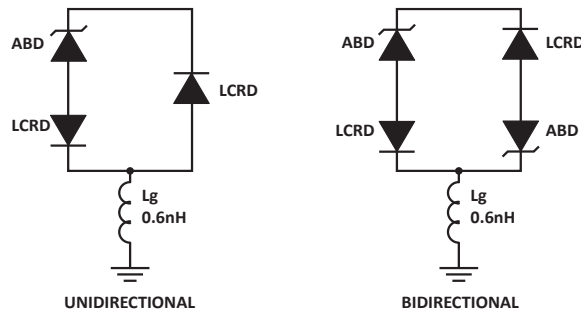 ABD
LCRD
LCRD
Lg
0.6nH
UNIDIRECTIONAL
ABD
LCRD
LCRD
ABD
Lg
0.6nH
BIDIRECTIONAL